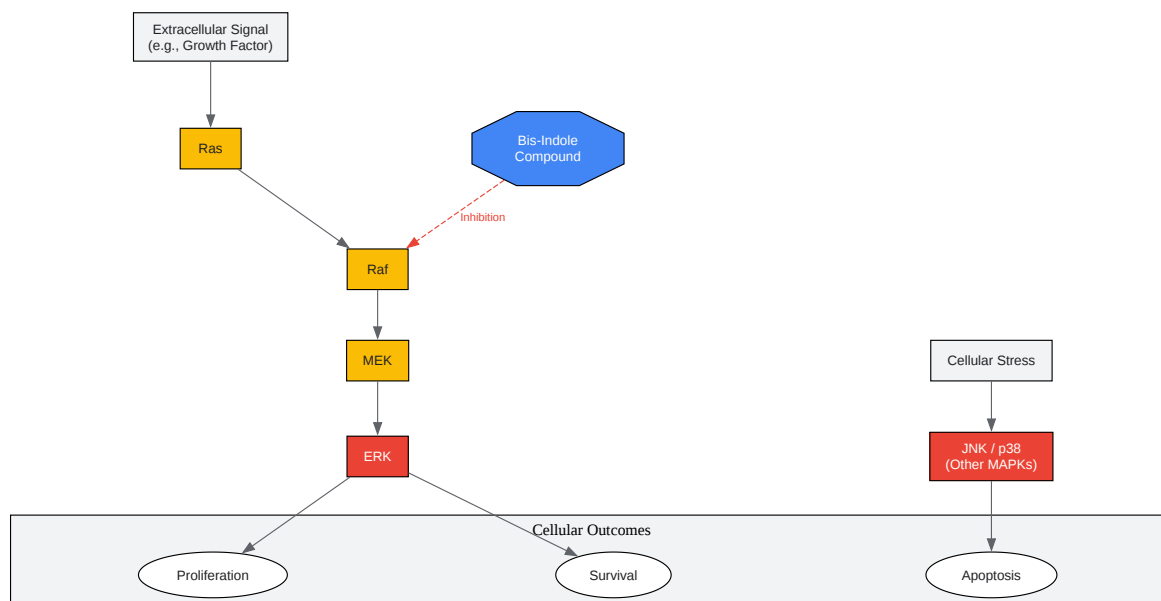 Extracellular Signal
(e.g., Growth Factor)
Ras
Bis-Indole
Compound
Inhibition
Raf
MEK
Cellular Stress
ERK
JNK / p38
(Other MAPKs)
Cellular Outcomes
Proliferation
Survival
Apoptosis